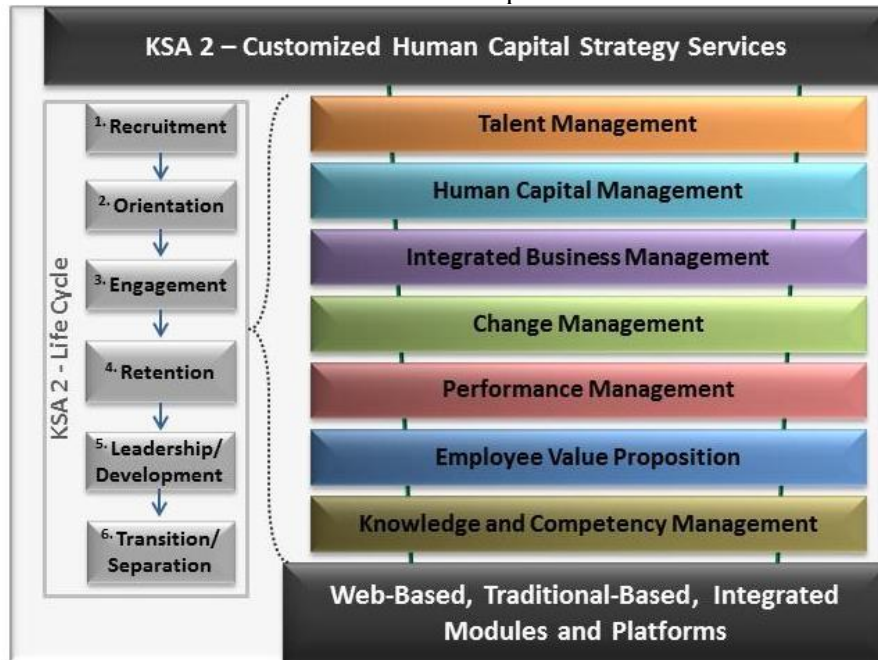 KSA 2 – Customized Human Capital Strategy Services
KSA 2 - Life Cycle
1. Recruitment
2. Orientation
3. Engagement
4. Retention
5. Leadership/
Development
6. Transition/
Separation
Talent Management
Human Capital Management
Integrated Business Management
Change Management
Performance Management
Employee Value Proposition
Knowledge and Competency Management
Web-Based, Traditional-Based, Integrated
Modules and Platforms